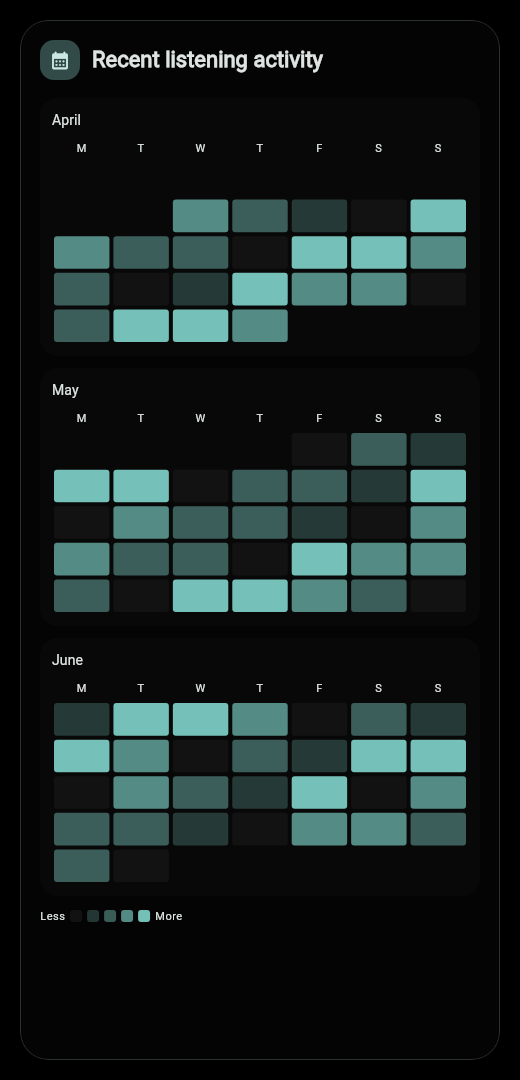 Recent listening activity
April
M T W T F S S
May
M T W T F S S
June
M T W T F S S
Less More